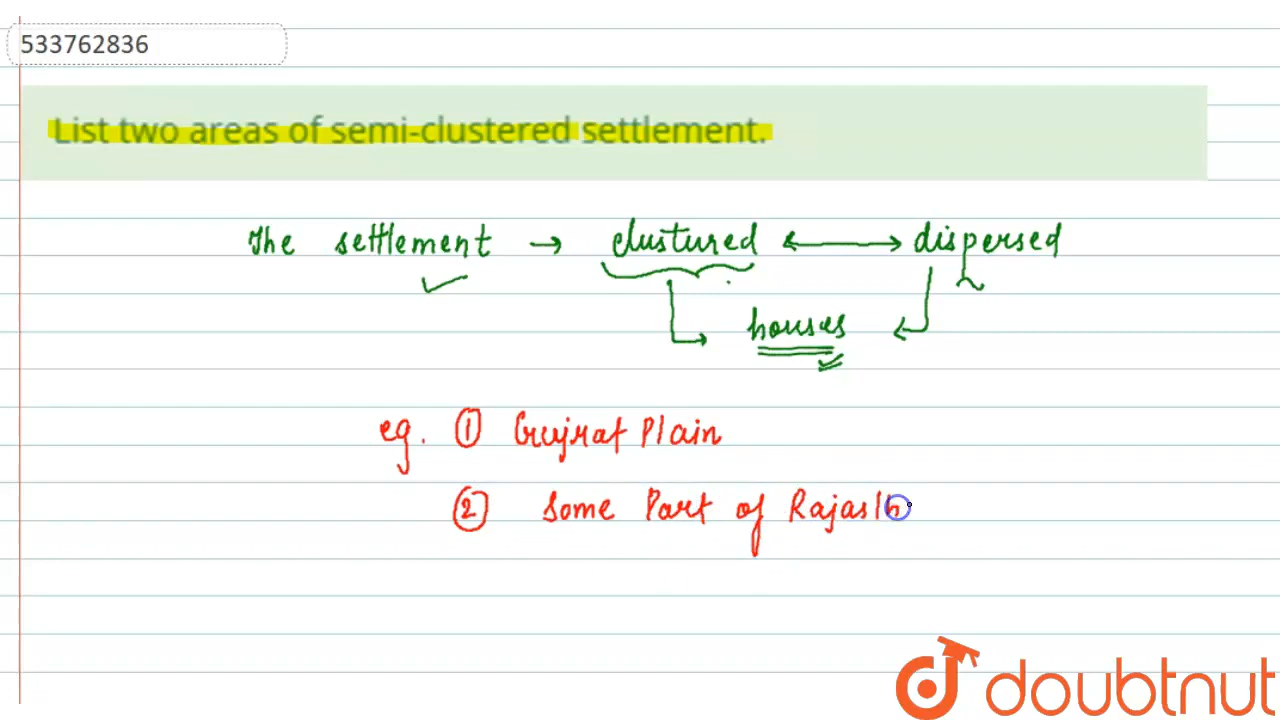 533762836
List two areas of semi-clustered settlement.
The settlement → clustured ↔ dispersed
houses
eg. ① Gujrat Plain
② Some Part of Rajasth
doubtnut